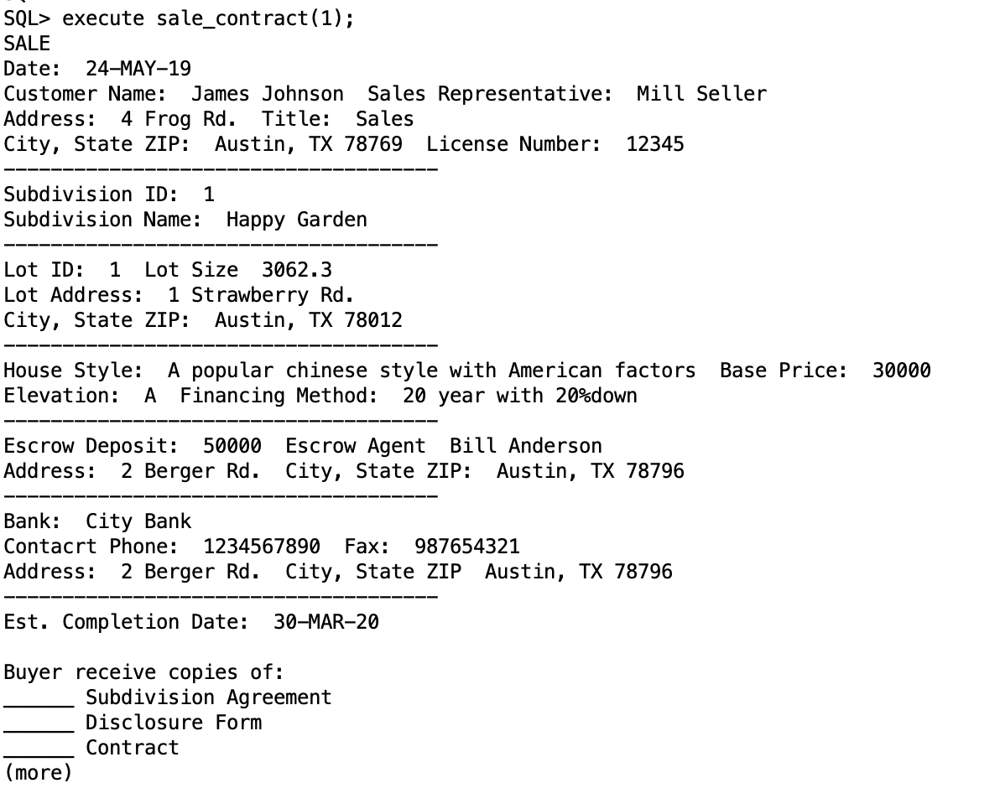 SQL> execute sale_contract(1);
SALE
Date:  24-MAY-19
Customer Name:  James Johnson  Sales Representative:  Mill Seller
Address:  4 Frog Rd.  Title:  Sales
City, State ZIP:  Austin, TX 78769  License Number:  12345
-------------------------------------
Subdivision ID:  1
Subdivision Name:  Happy Garden
-------------------------------------
Lot ID:  1  Lot Size  3062.3
Lot Address:  1 Strawberry Rd.
City, State ZIP:  Austin, TX 78012
-------------------------------------
House Style:  A popular chinese style with American factors  Base Price:  30000
Elevation:  A  Financing Method:  20 year with 20%down
-------------------------------------
Escrow Deposit:  50000  Escrow Agent  Bill Anderson
Address:  2 Berger Rd.  City, State ZIP:  Austin, TX 78796
-------------------------------------
Bank:  City Bank
Contacrt Phone:  1234567890  Fax:  987654321
Address:  2 Berger Rd.  City, State ZIP  Austin, TX 78796
-------------------------------------
Est. Completion Date:  30-MAR-20
Buyer receive copies of:
______ Subdivision Agreement
______ Disclosure Form
______ Contract
(more)